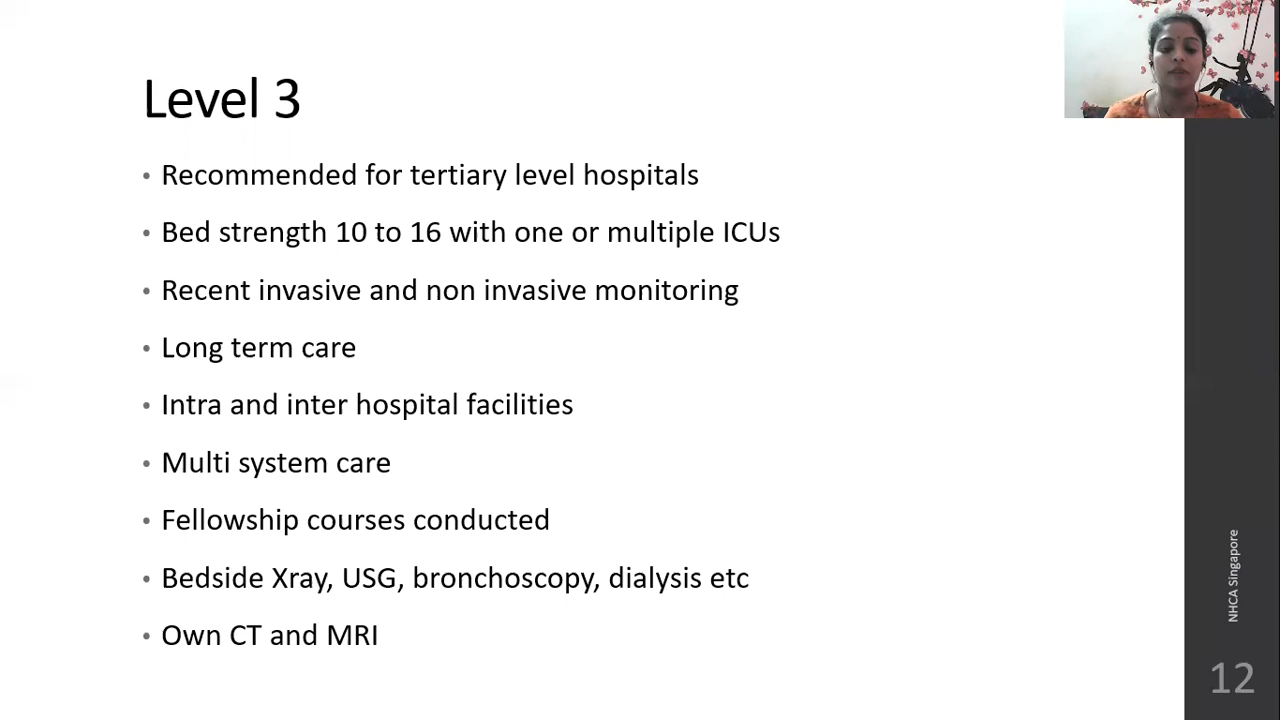 Level 3
• Recommended for tertiary level hospitals
• Bed strength 10 to 16 with one or multiple ICUs
• Recent invasive and non invasive monitoring
• Long term care
• Intra and inter hospital facilities
• Multi system care
• Fellowship courses conducted
• Bedside Xray, USG, bronchoscopy, dialysis etc
• Own CT and MRI
NHCA Singapore
12